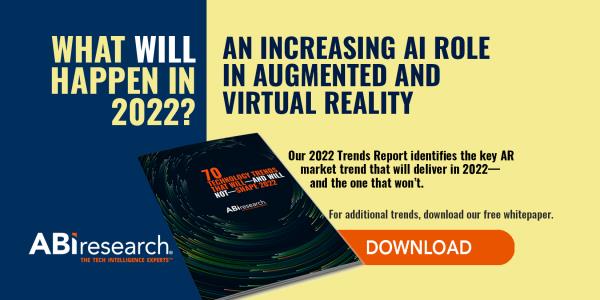 WHAT WILL
HAPPEN IN
2022?
AN INCREASING AI ROLE
IN AUGMENTED AND
VIRTUAL REALITY
Our 2022 Trends Report identifies the key AR
market trend that will deliver in 2022—
and the one that won't.
70
TECHNOLOGY TRENDS
THAT WILL—AND WILL
NOT—SHAPE 2022
ABIresearch
For additional trends, download our free whitepaper.
DOWNLOAD
ABIresearch®
THE TECH INTELLIGENCE EXPERTS™